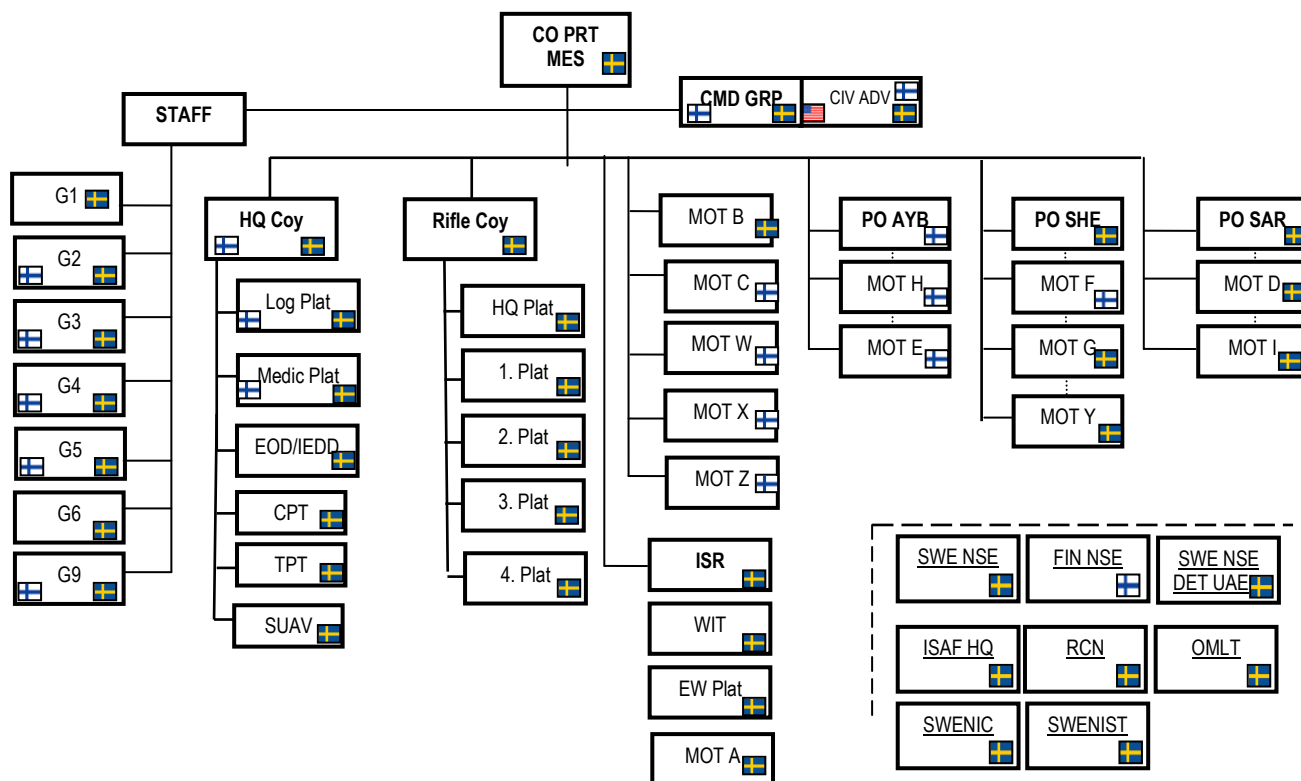 CO PRT
MES
STAFF
CMD GRP
CIV ADV
G1
G2
G3
G4
G5
G6
G9
HQ Coy
Log Plat
Medic Plat
EOD/IEDD
CPT
TPT
SUAV
Rifle Coy
HQ Plat
1. Plat
2. Plat
3. Plat
4. Plat
MOT B
MOT C
MOT W
MOT X
MOT Z
ISR
WIT
EW Plat
MOT A
PO AYB
MOT H
MOT E
PO SHE
MOT F
MOT G
MOT Y
PO SAR
MOT D
MOT I
SWE NSE
FIN NSE
SWE NSE
DET UAE
ISAF HQ
RCN
OMLT
SWENIC
SWENIST